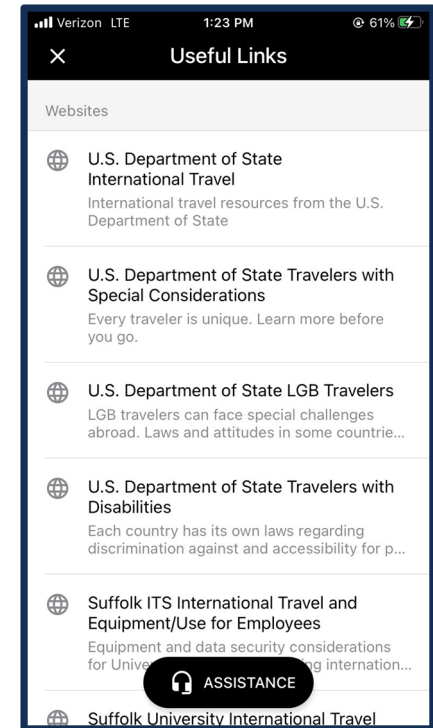 Verizon LTE 1:23 PM 61%
Useful Links
Websites
U.S. Department of State
International Travel
International travel resources from the U.S.
Department of State
U.S. Department of State Travelers with
Special Considerations
Every traveler is unique. Learn more before
you go.
U.S. Department of State LGB Travelers
LGB travelers can face special challenges
abroad. Laws and attitudes in some countrie...
U.S. Department of State Travelers with
Disabilities
Each country has its own laws regarding
discrimination against and accessibility for p...
Suffolk ITS International Travel and
Equipment/Use for Employees
Equipment and data security considerations
for internation...
ASSISTANCE
Suffolk University International Travel